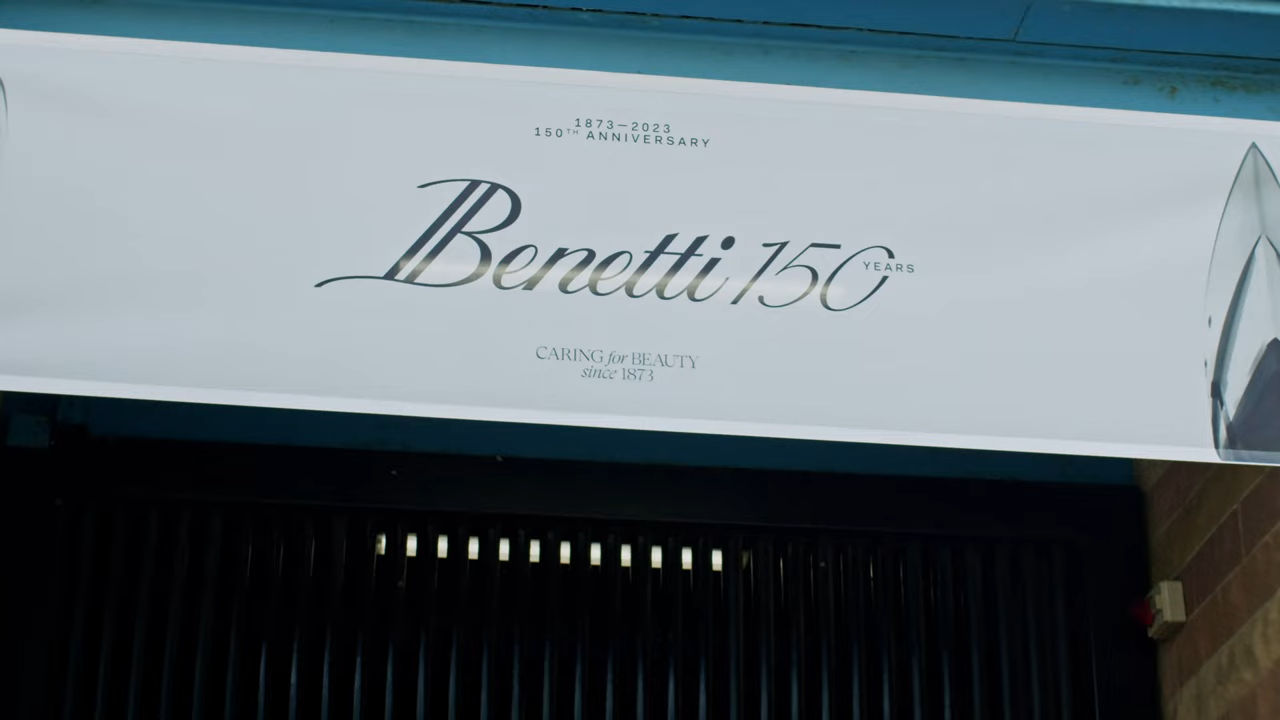 1873—2023
150TH ANNIVERSARY
Benetti 150 YEARS
CARING for BEAUTY
since 1873